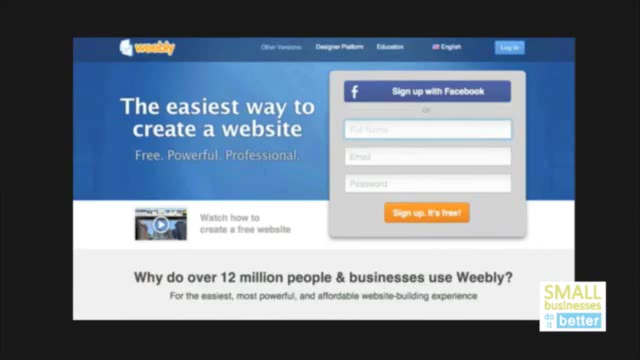 weebly
Other Versions: Designer Platform Education English Log in
The easiest way to
create a website
Free. Powerful. Professional.
f Sign up with Facebook
or
Full Name
Email
Password
Sign up. It's free!
Watch how to
create a free website
Why do over 12 million people & businesses use Weebly?
For the easiest, most powerful, and affordable website-building experience
SMALL
businesses
do it better